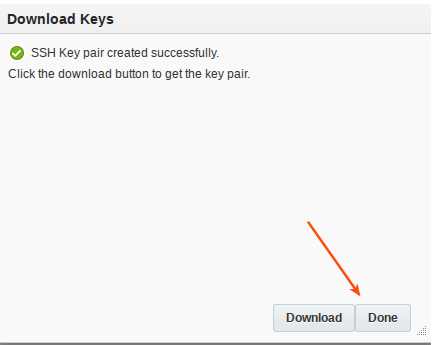 Download Keys
SSH Key pair created successfully.
Click the download button to get the key pair.
Download Done